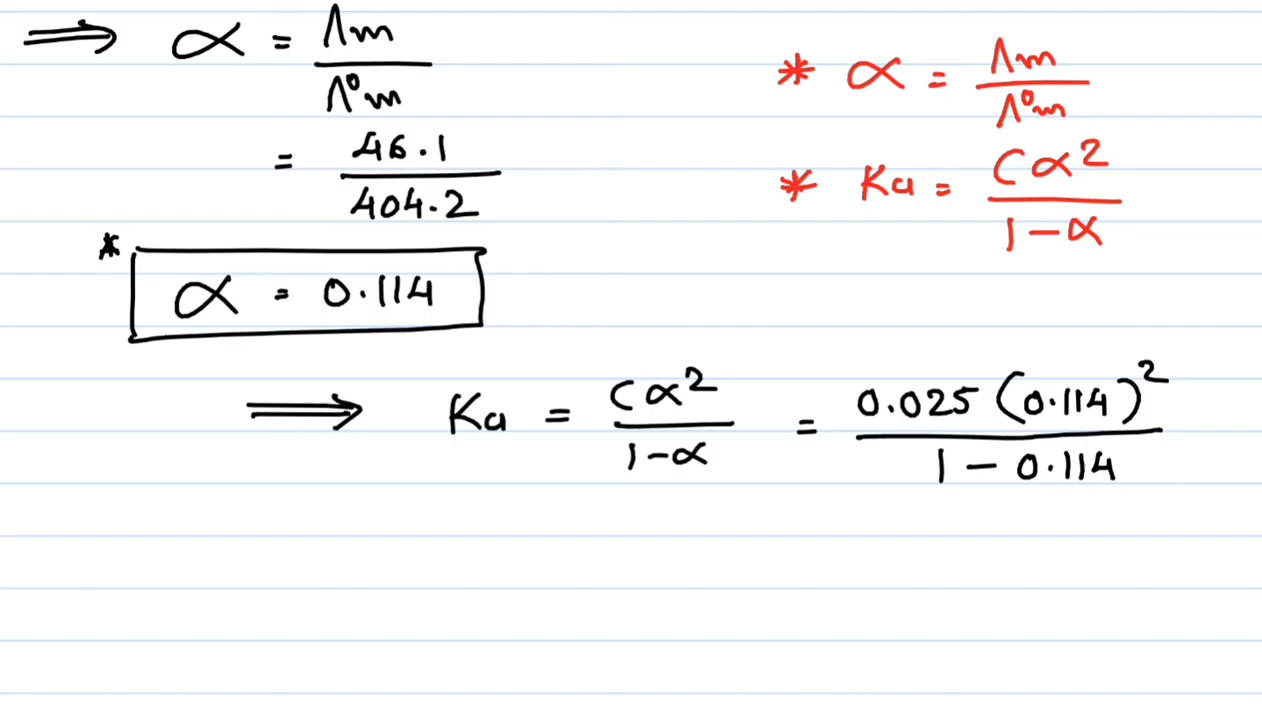 ⟹ α = Λm / Λ°m
= 46.1 / 404.2
* α = 0.114
* α = Λm / Λ°m
* Ka = Cα² / 1-α
⟹ Ka = Cα² / 1-α = 0.025 (0.114)² / 1 - 0.114